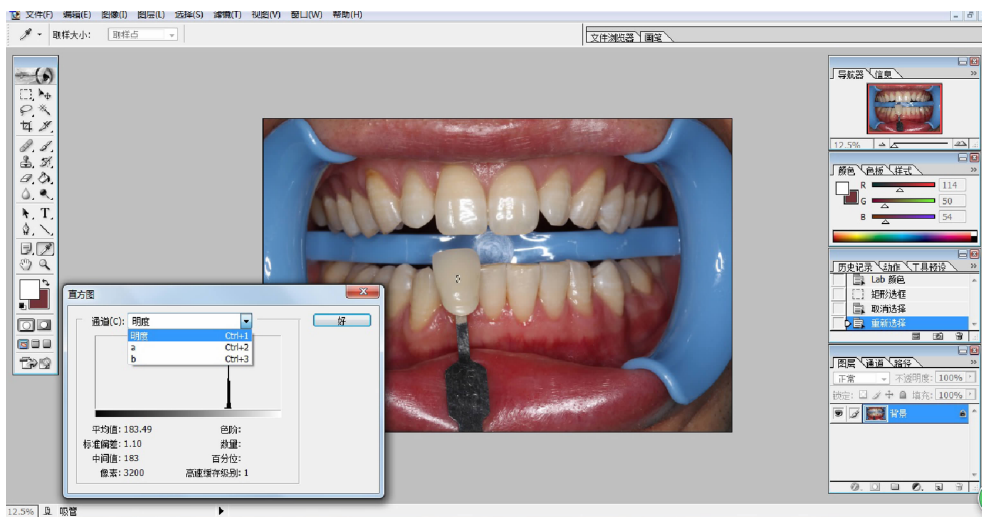 文件(F) 编辑(E) 图像(I) 图层(L) 选择(S) 滤镜(T) 视图(V) 窗口(W) 帮助(H)
取样大小: 取样点
文件浏览器 画笔
导航器 信息
12.5%
颜色 色板 样式
R 114
G 50
B 54
历史记录 动作 工具预设
Lab 颜色
矩形选框
取消选择
重新选择
图层 通道 路径
正常 不透明度: 100%
锁定: 填充: 100%
背景
直方图
通道(C): 明度
好
明度 Ctrl+1
a Ctrl+2
b Ctrl+3
平均值: 183.49 色阶:
标准偏差: 1.10 数量:
中间值: 183 百分位:
像素: 3200 高速缓存级别: 1
12.5% 吸管